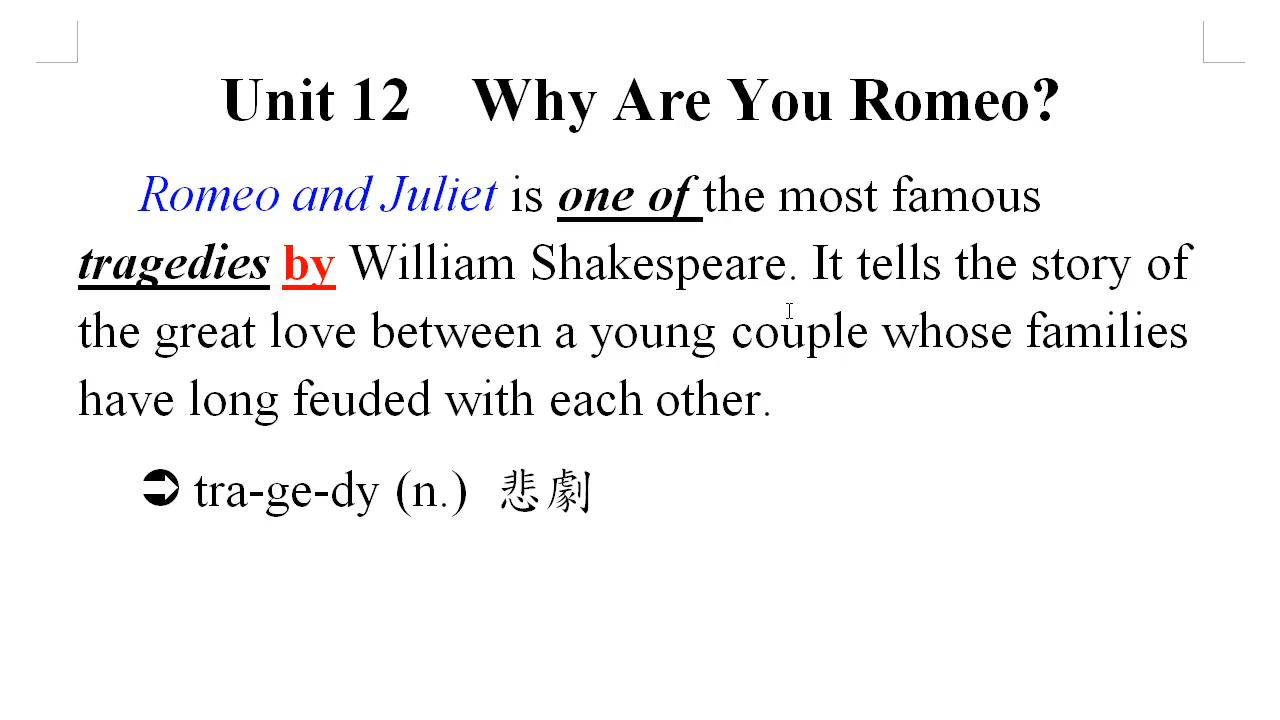 Unit 12 Why Are You Romeo?
Romeo and Juliet is one of the most famous
tragedies by William Shakespeare. It tells the story of
the great love between a young couple whose families
have long feuded with each other.
➲ tra-ge-dy (n.) 悲劇